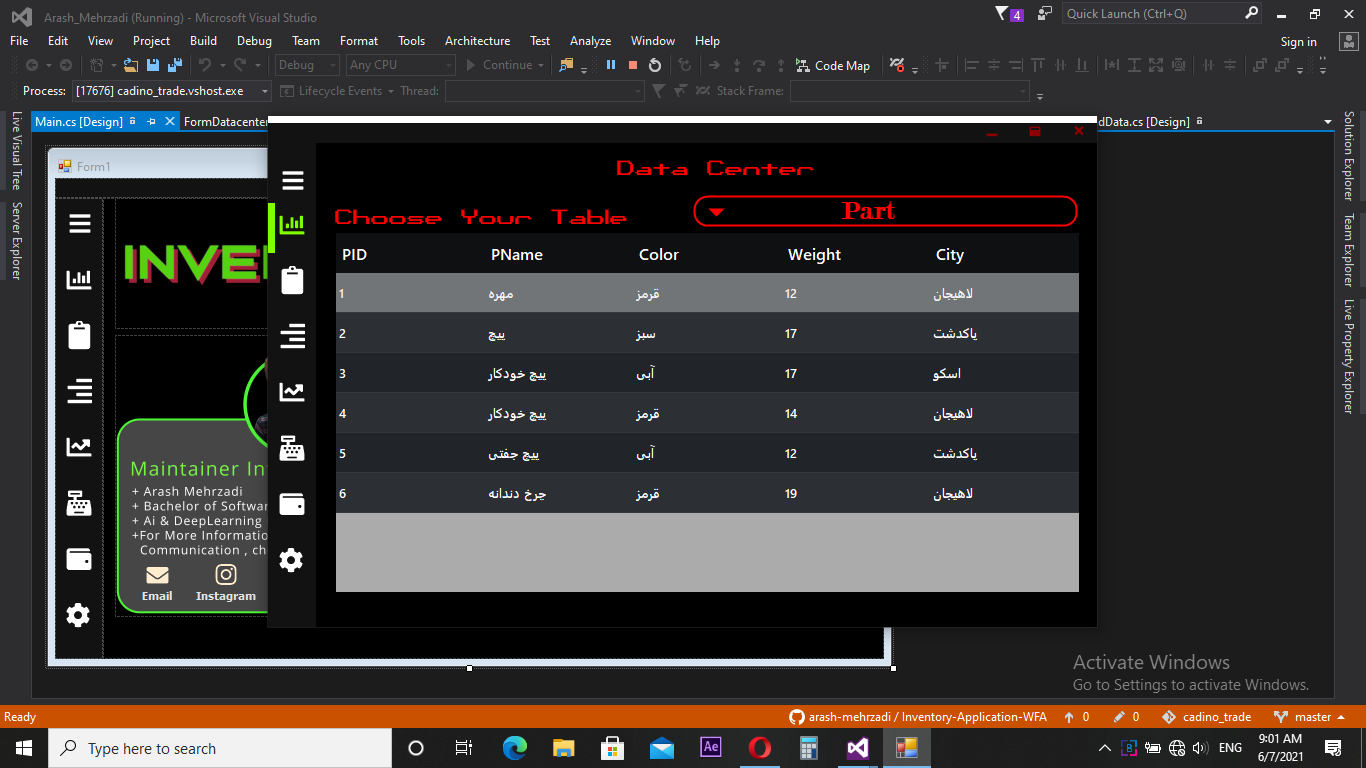 Arash_Mehrzadi (Running) - Microsoft Visual Studio
4
Quick Launch (Ctrl+Q)
File Edit View Project Build Debug Team Format Tools Architecture Test Analyze Window Help
Sign in
Debug Any CPU Continue Code Map
Process: [17676] cadino_trade.vshost.exe Lifecycle Events Thread: Stack Frame:
Main.cs [Design] FormDatacenter dData.cs [Design]
Live Visual Tree
Server Explorer
Solution Explorer
Team Explorer
Live Property Explorer
Form1
INVE
Maintainer In
+ Arash Mehrzadi
+ Bachelor of Softwa
+ Ai & DeepLearning
+For More Informatio
Communication , ch
Email Instagram
Data Center
Choose Your Table
Part
PID PName Color Weight City
1 مهره قرمز 12 لاهیجان
2 پیچ سبز 17 پاکدشت
3 پیچ خودکار آبی 17 اسکو
4 پیچ خودکار قرمز 14 لاهیجان
5 پیچ جفتی آبی 12 پاکدشت
6 چرخ دندانه قرمز 19 لاهیجان
Activate Windows
Go to Settings to activate Windows.
Ready
arash-mehrzadi / Inventory-Application-WFA 0 0 cadino_trade master
Type here to search
Ae
ENG
9:01 AM
6/7/2021